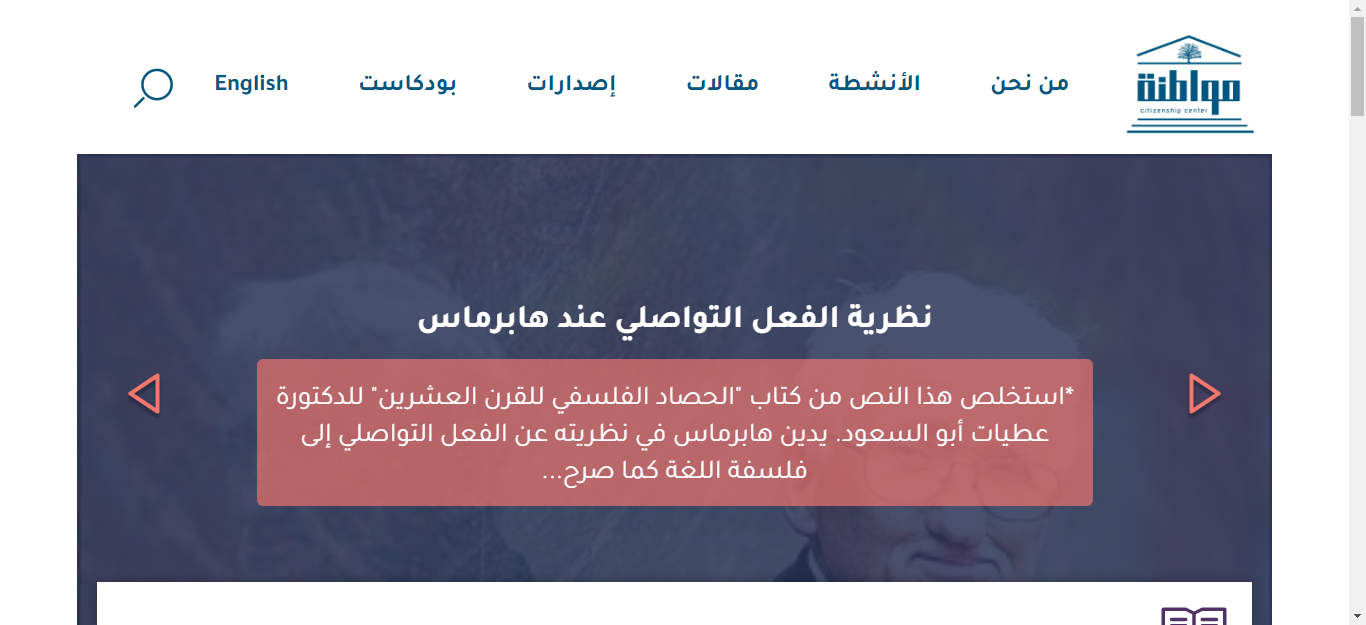 مواطنة
citizenship center
من نحن
الأنشطة
مقالات
إصدارات
بودكاست
English
نظرية الفعل التواصلي عند هابرماس
*استخلص هذا النص من كتاب "الحصاد الفلسفي للقرن العشرين" للدكتورة
عطيات أبو السعود. يدين هابرماس في نظريته عن الفعل التواصلي إلى
فلسفة اللغة كما صرح...